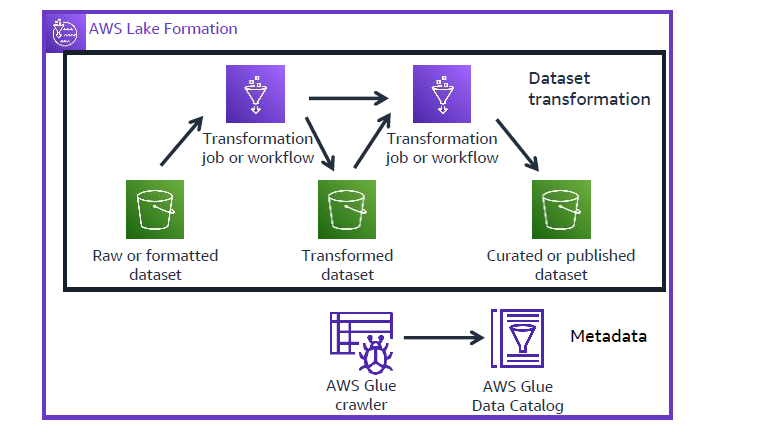 AWS Lake Formation
Dataset
transformation
Transformation
job or workflow
Transformation
job or workflow
Raw or formatted
dataset
Transformed
dataset
Curated or published
dataset
Metadata
AWS Glue
crawler
AWS Glue
Data Catalog